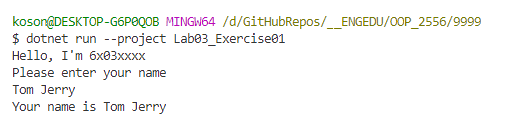 koson@DESKTOP-G6P0QOB MINGW64 /d/GitHubRepos/__ENGEDU/OOP_2556/9999
$ dotnet run --project Lab03_Exercise01
Hello, I'm 6x03xxxx
Please enter your name
Tom Jerry
Your name is Tom Jerry